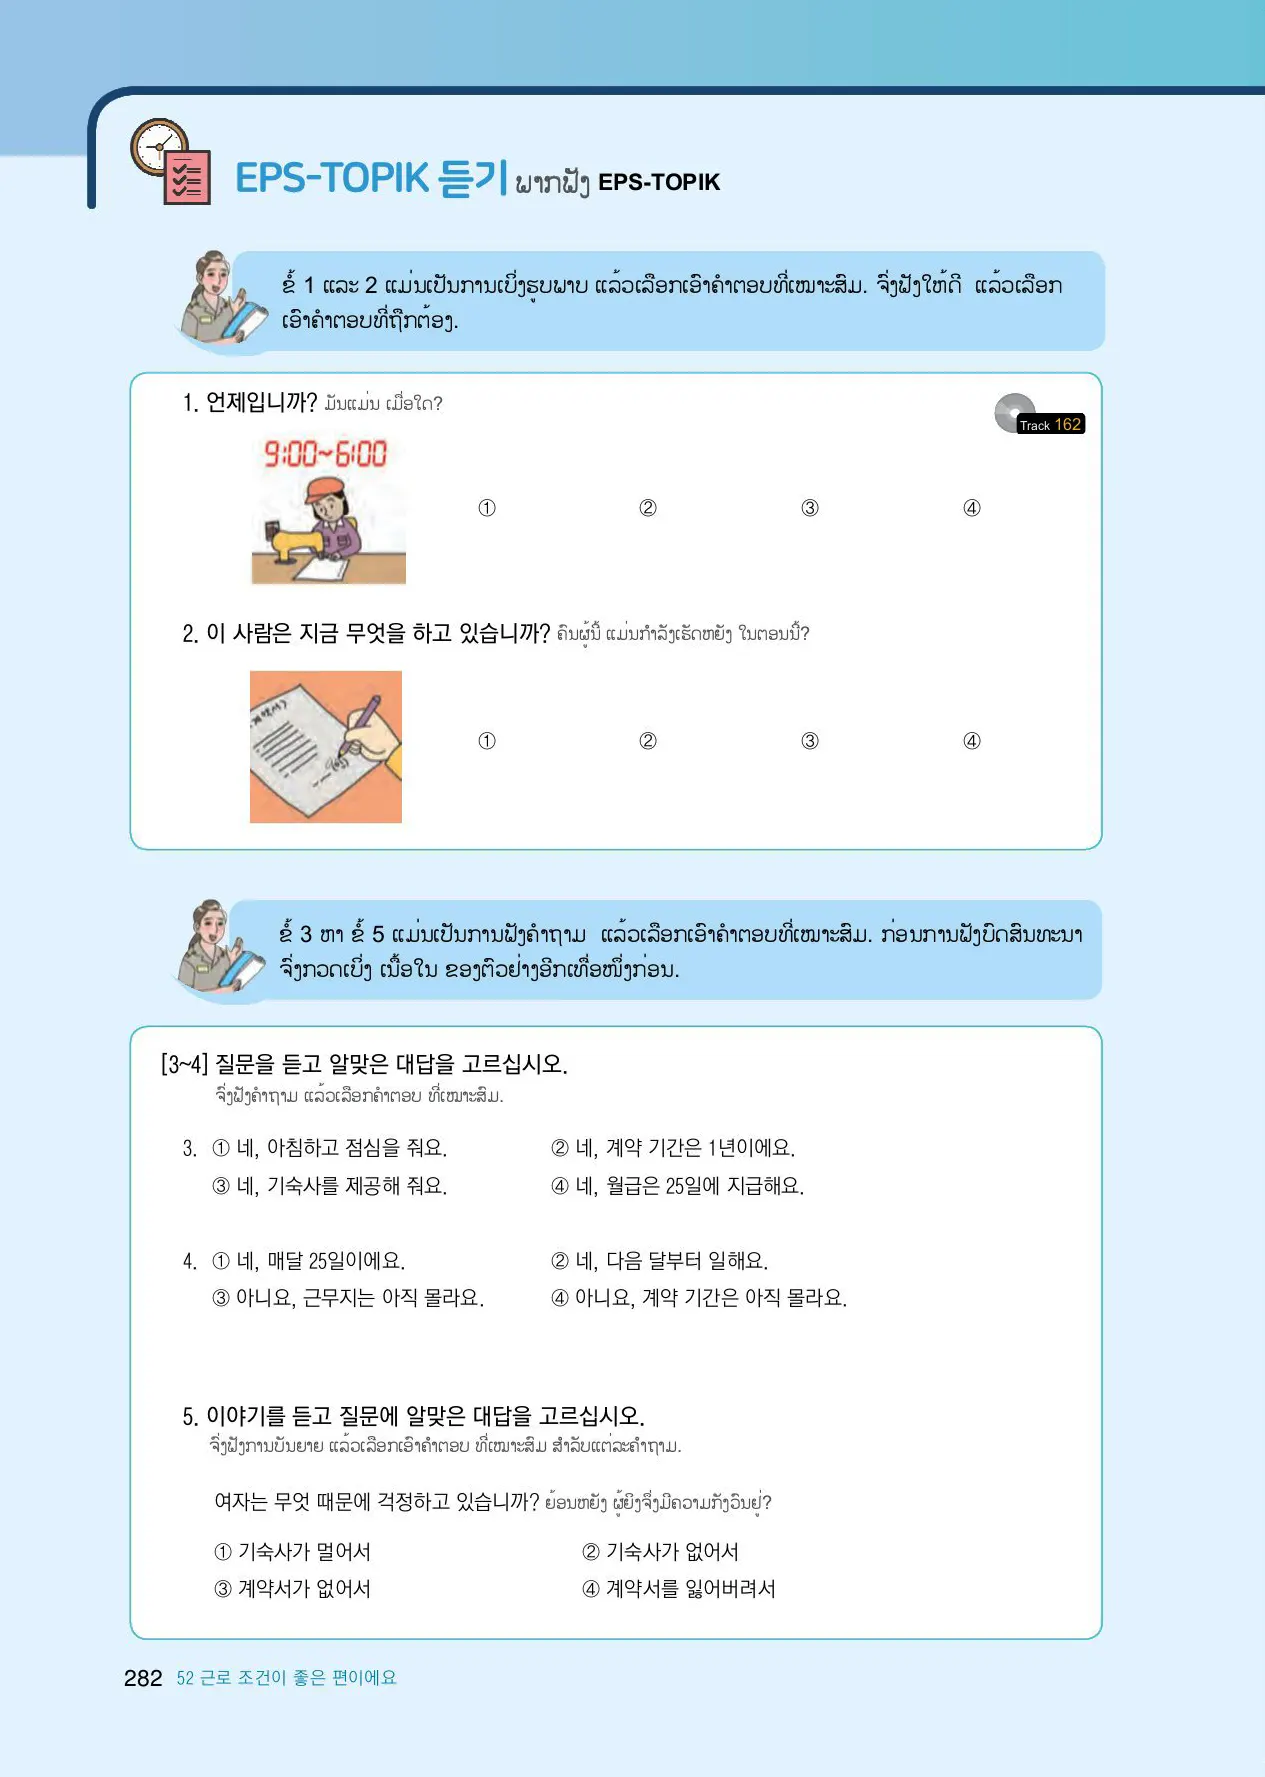 EPS-TOPIK 듣기 ພາກຟັງ EPS-TOPIK
ຂໍ້ 1 ແລະ 2 ແມ່ນເປັນການເບິ່ງຮູບພາບ ແລ້ວເລືອກເອົາຄຳຕອບທີ່ເໝາະສົມ. ຈົ່ງຟັງໃຫ້ດີ ແລ້ວເລືອກ
ເອົາຄຳຕອບທີ່ຖືກຕ້ອງ.
1. 언제입니까? ມັນແມ່ນ ເມື່ອໃດ?
Track 162
9:00~6:00
① ② ③ ④
2. 이 사람은 지금 무엇을 하고 있습니까? ຄົນຜູ້ນີ້ ແມ່ນກຳລັງເຮັດຫຍັງ ໃນຕອນນີ້?
① ② ③ ④
ຂໍ້ 3 ຫາ ຂໍ້ 5 ແມ່ນເປັນການຟັງຄຳຖາມ ແລ້ວເລືອກເອົາຄຳຕອບທີ່ເໝາະສົມ. ກ່ອນການຟັງບົດສົນທະນາ
ຈົ່ງກວດເບິ່ງ ເນື້ອໃນ ຂອງຕົວຢ່າງອີກເທື່ອໜຶ່ງກ່ອນ.
[3~4] 질문을 듣고 알맞은 대답을 고르십시오.
ຈົ່ງຟັງຄຳຖາມ ແລ້ວເລືອກຄຳຕອບ ທີ່ເໝາະສົມ.
3. ① 네, 아침하고 점심을 줘요. ② 네, 계약 기간은 1년이에요.
③ 네, 기숙사를 제공해 줘요. ④ 네, 월급은 25일에 지급해요.
4. ① 네, 매달 25일이에요. ② 네, 다음 달부터 일해요.
③ 아니요, 근무지는 아직 몰라요. ④ 아니요, 계약 기간은 아직 몰라요.
5. 이야기를 듣고 질문에 알맞은 대답을 고르십시오.
ຈົ່ງຟັງການບັນຍາຍ ແລ້ວເລືອກເອົາຄຳຕອບ ທີ່ເໝາະສົມ ສຳລັບແຕ່ລະຄຳຖາມ.
여자는 무엇 때문에 걱정하고 있습니까? ຍ້ອນຫຍັງ ຜູ້ຍິງຈຶ່ງມີຄວາມກັງວົນຢູ່?
① 기숙사가 멀어서 ② 기숙사가 없어서
③ 계약서가 없어서 ④ 계약서를 잃어버려서
282 52 근로 조건이 좋은 편이에요